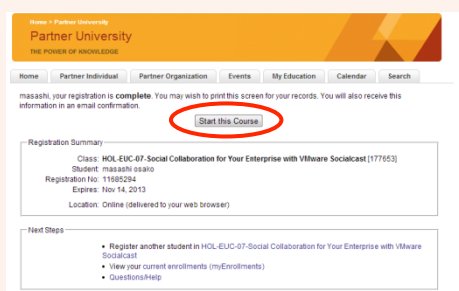 Home > Partner University
Partner University
THE POWER OF KNOWLEDGE
Home Partner Individual Partner Organization Events My Education Calendar Search
masashi, your registration is complete. You may wish to print this screen for your records. You will also receive this
information in an email confirmation.
Start this Course
Registration Summary
Class: HOL-EUC-07-Social Collaboration for Your Enterprise with VMware Socialcast [177653]
Student: masashi osako
Registration No: 11685294
Expires: Nov 14, 2013
Location: Online (delivered to your web browser)
Next Steps
• Register another student in HOL-EUC-07-Social Collaboration for Your Enterprise with VMware
Socialcast
• View your current enrollments (myEnrollments)
• Questions/Help